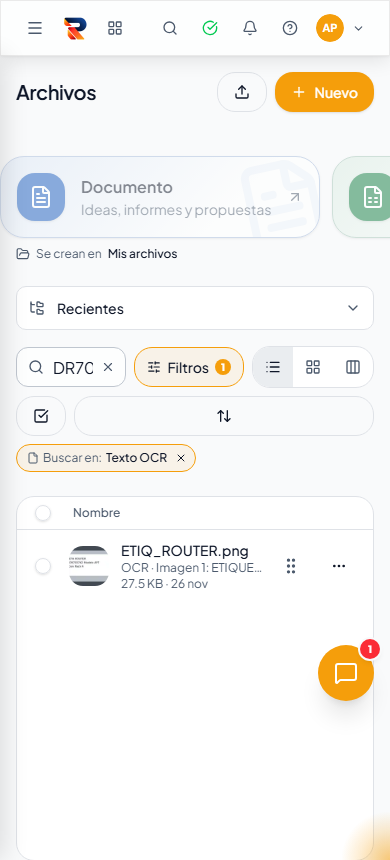 AP
Archivos
Nuevo
Documento
Ideas, informes y propuestas
Se crean en Mis archivos
Recientes
DR70
Filtros 1
Buscar en: Texto OCR
Nombre
ETIQ_ROUTER.png
OCR · Imagen 1: ETIQUE...
27.5 KB · 26 nov
1